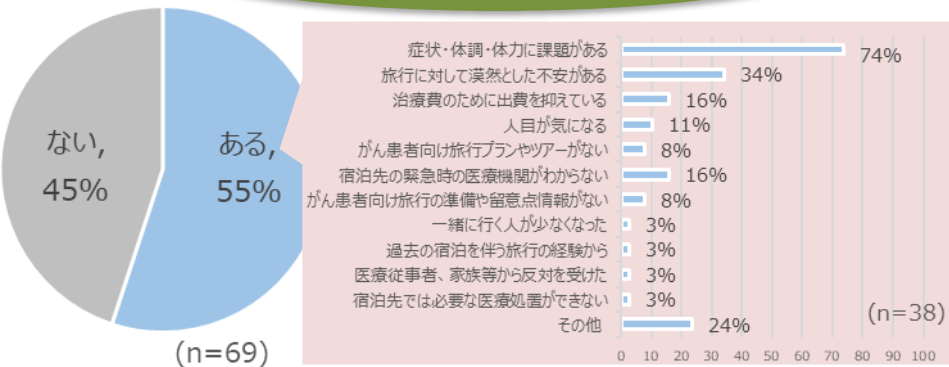 ない,
45%
ある,
55%
(n=69)
症状・体調・体力に課題がある 74%
旅行に対して漠然とした不安がある 34%
治療費のために出費を抑えている 16%
人目が気になる 11%
がん患者向け旅行プランやツアーがない 8%
宿泊先の緊急時の医療機関がわからない 16%
がん患者向け旅行の準備や留意点情報がない 8%
一緒に行く人が少なくなった 3%
過去の宿泊を伴う旅行の経験から 3%
医療従事者、家族等から反対を受けた 3%
宿泊先では必要な医療処置ができない 3%
その他 24%
(n=38)
0 10 20 30 40 50 60 70 80 90 100